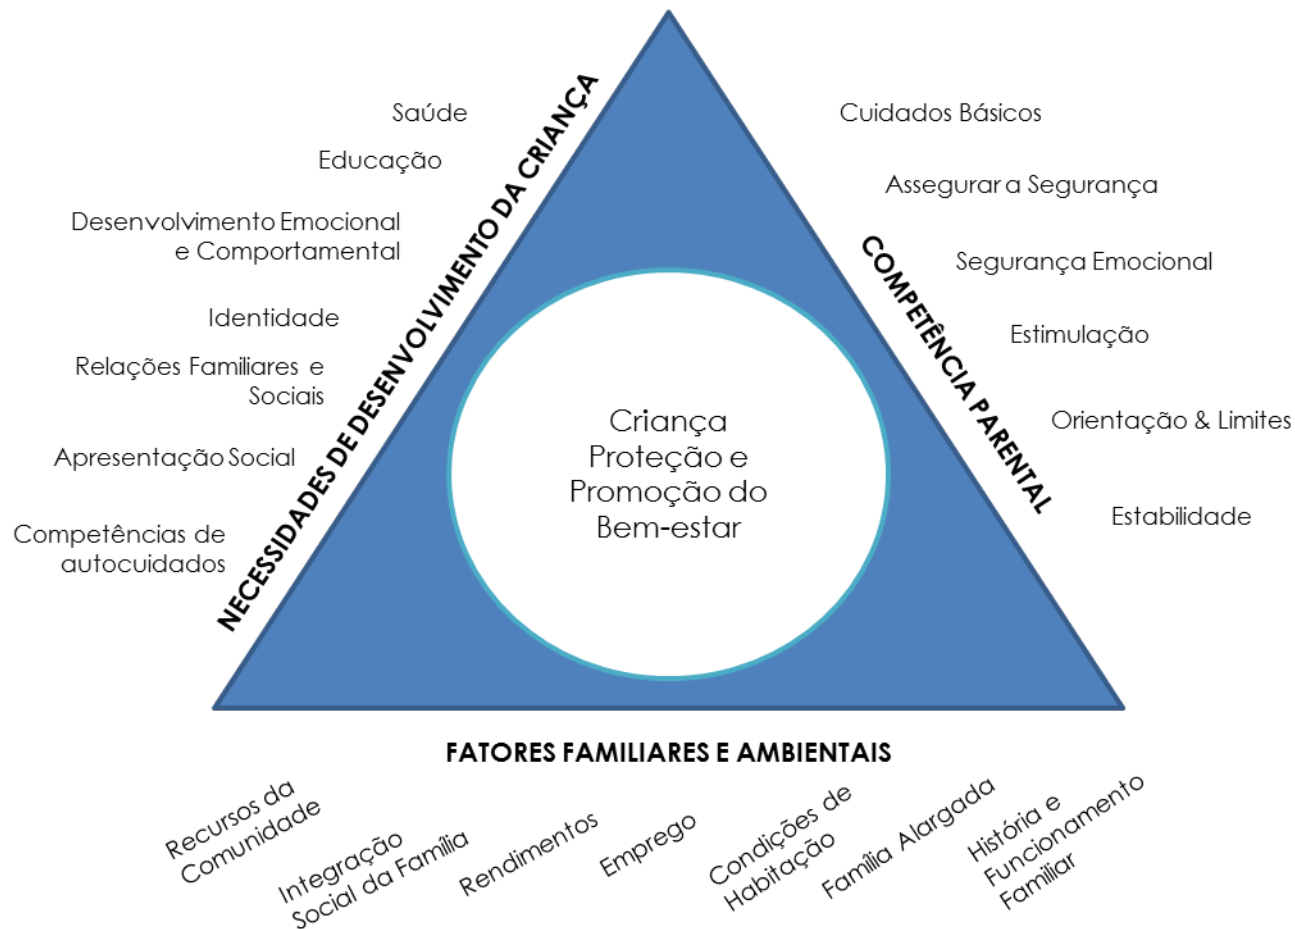 Saúde
Educação
Desenvolvimento Emocional
e Comportamental
Identidade
Relações Familiares e
Sociais
Apresentação Social
Competências de
autocuidados
NECESSIDADES DE DESENVOLVIMENTO DA CRIANÇA
Criança
Proteção e
Promoção do
Bem-estar
COMPETÊNCIA PARENTAL
Cuidados Básicos
Assegurar a Segurança
Segurança Emocional
Estimulação
Orientação & Limites
Estabilidade
FATORES FAMILIARES E AMBIENTAIS
Recursos da
Comunidade
Integração
Social da Família
Rendimentos
Emprego
Condições de
Habitação
Família Alargada
História e
Funcionamento
Familiar